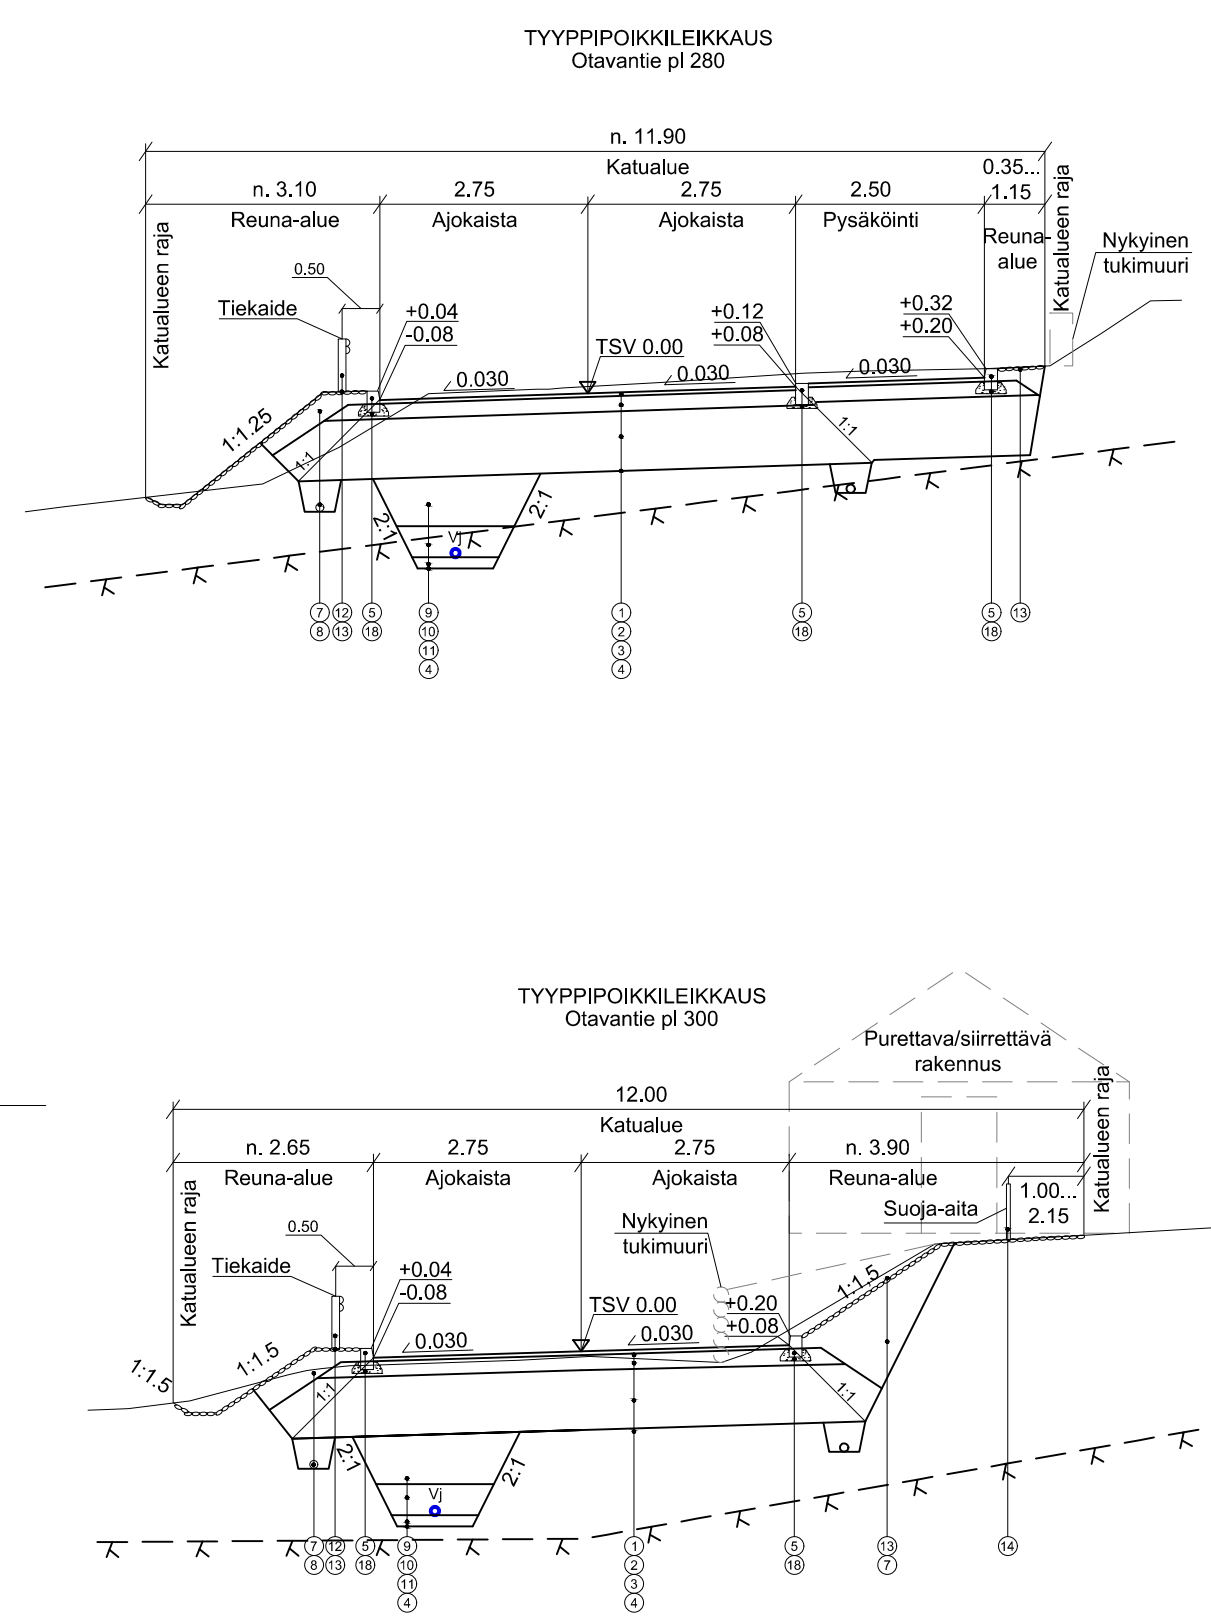 TYYPPIPOIKKILEIKKAUS
Otavantie pl 280
n. 11.90
Katualue
n. 3.10
2.75
2.75
2.50
0.35...
1.15
Reuna-alue
Ajokaista
Ajokaista
Pysäköinti
Reuna-
alue
Katualueen raja
Katualueen raja
Nykyinen
tukimuuri
0.50
Tiekaide
+0.04
-0.08
+0.12
+0.08
+0.32
+0.20
TSV 0.00
0.030
0.030
0.030
1:1.25
1:1
1:1
2:1
2:1
Vj
7
8
12
13
5
18
9
10
11
4
1
2
3
4
5
18
5
18
13
TYYPPIPOIKKILEIKKAUS
Otavantie pl 300
Purettava/siirrettävä
rakennus
12.00
Katualue
n. 2.65
2.75
2.75
n. 3.90
Reuna-alue
Ajokaista
Ajokaista
Reuna-alue
Katualueen raja
Katualueen raja
Suoja-aita
1.00...
2.15
Nykyinen
tukimuuri
0.50
Tiekaide
+0.04
-0.08
TSV 0.00
+0.20
+0.08
0.030
0.030
1:1.5
1:1.5
1:1,5
1:1
1:1
2:1
2:1
Vj
7
8
12
13
5
18
9
10
11
4
1
2
3
4
5
18
13
7
14